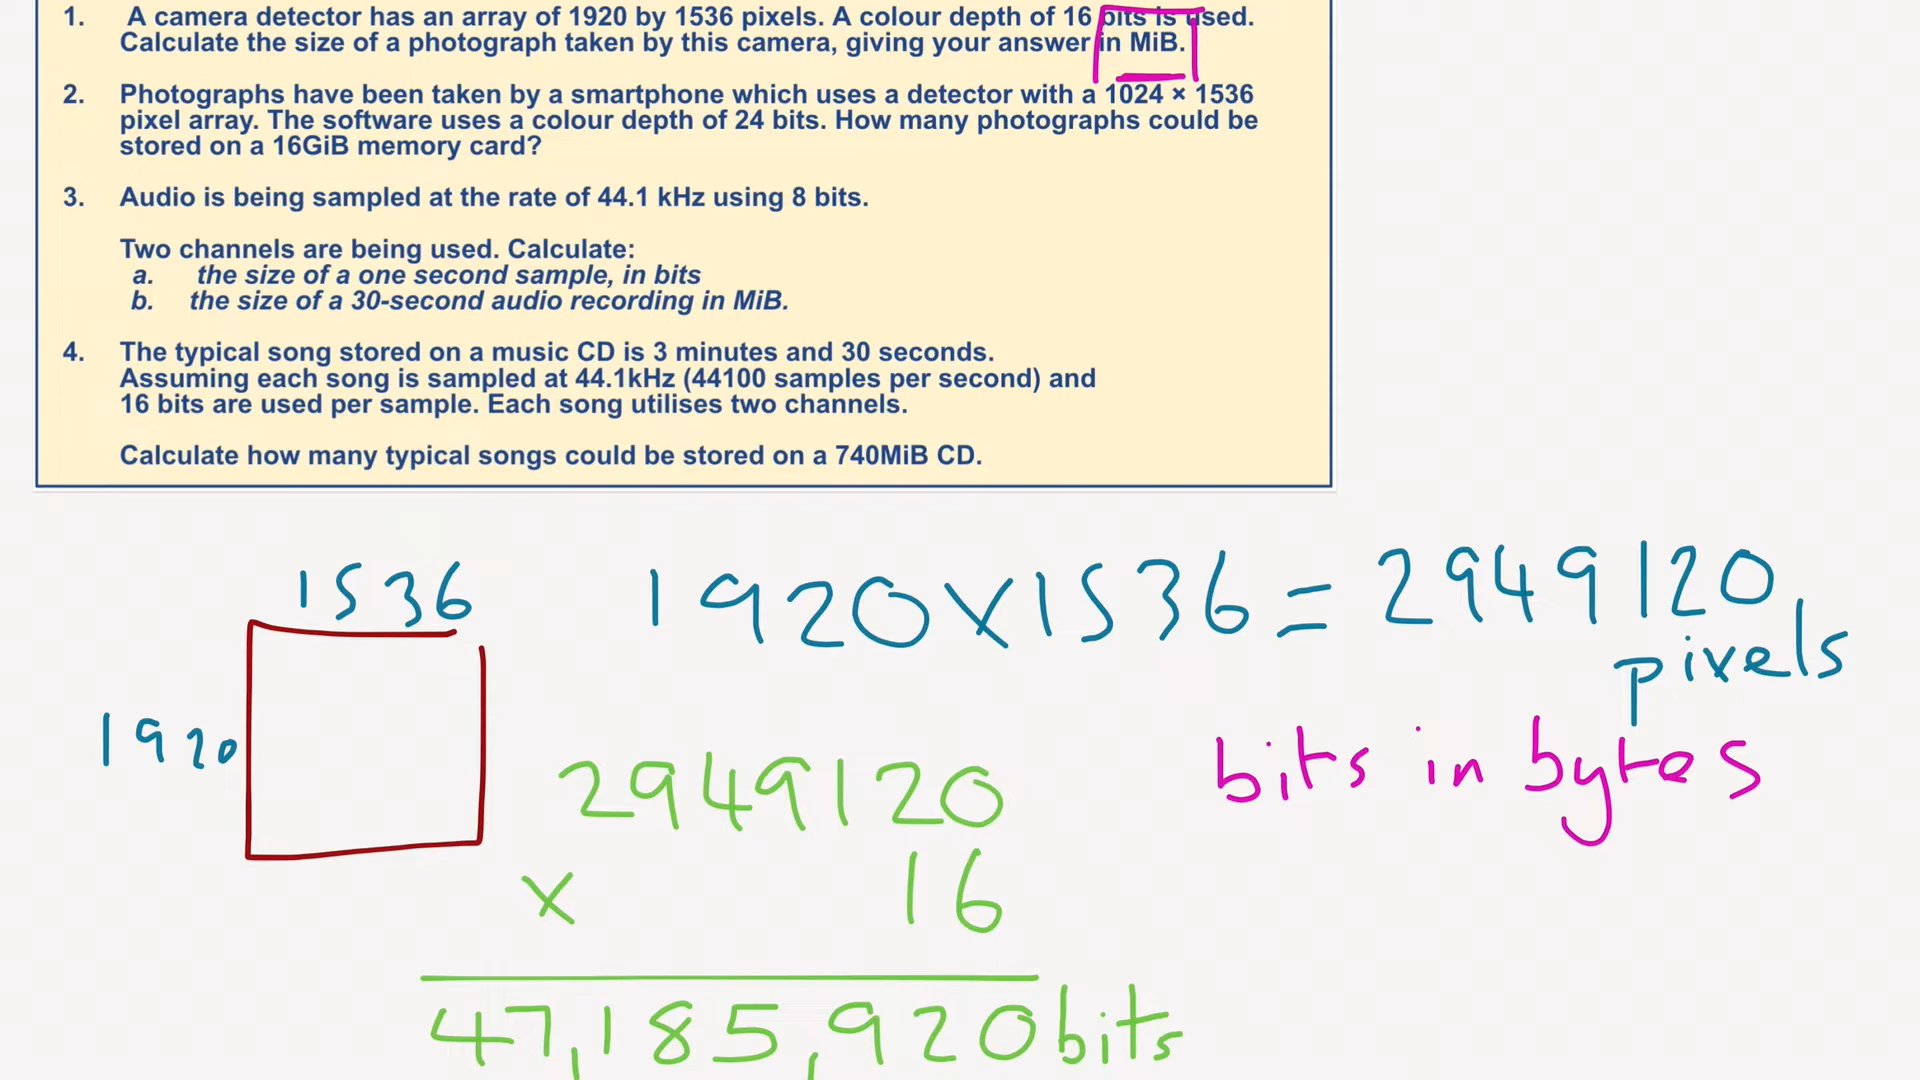 1. A camera detector has an array of 1920 by 1536 pixels. A colour depth of 16 bits is used.
Calculate the size of a photograph taken by this camera, giving your answer in MiB.
2. Photographs have been taken by a smartphone which uses a detector with a 1024 × 1536
pixel array. The software uses a colour depth of 24 bits. How many photographs could be
stored on a 16GiB memory card?
3. Audio is being sampled at the rate of 44.1 kHz using 8 bits.
Two channels are being used. Calculate:
a. the size of a one second sample, in bits
b. the size of a 30-second audio recording in MiB.
4. The typical song stored on a music CD is 3 minutes and 30 seconds.
Assuming each song is sampled at 44.1kHz (44100 samples per second) and
16 bits are used per sample. Each song utilises two channels.
Calculate how many typical songs could be stored on a 740MiB CD.
1536
1920
1920X1536 = 2949120
pixels
bits in bytes
2949120
x 16
47,185,920bits